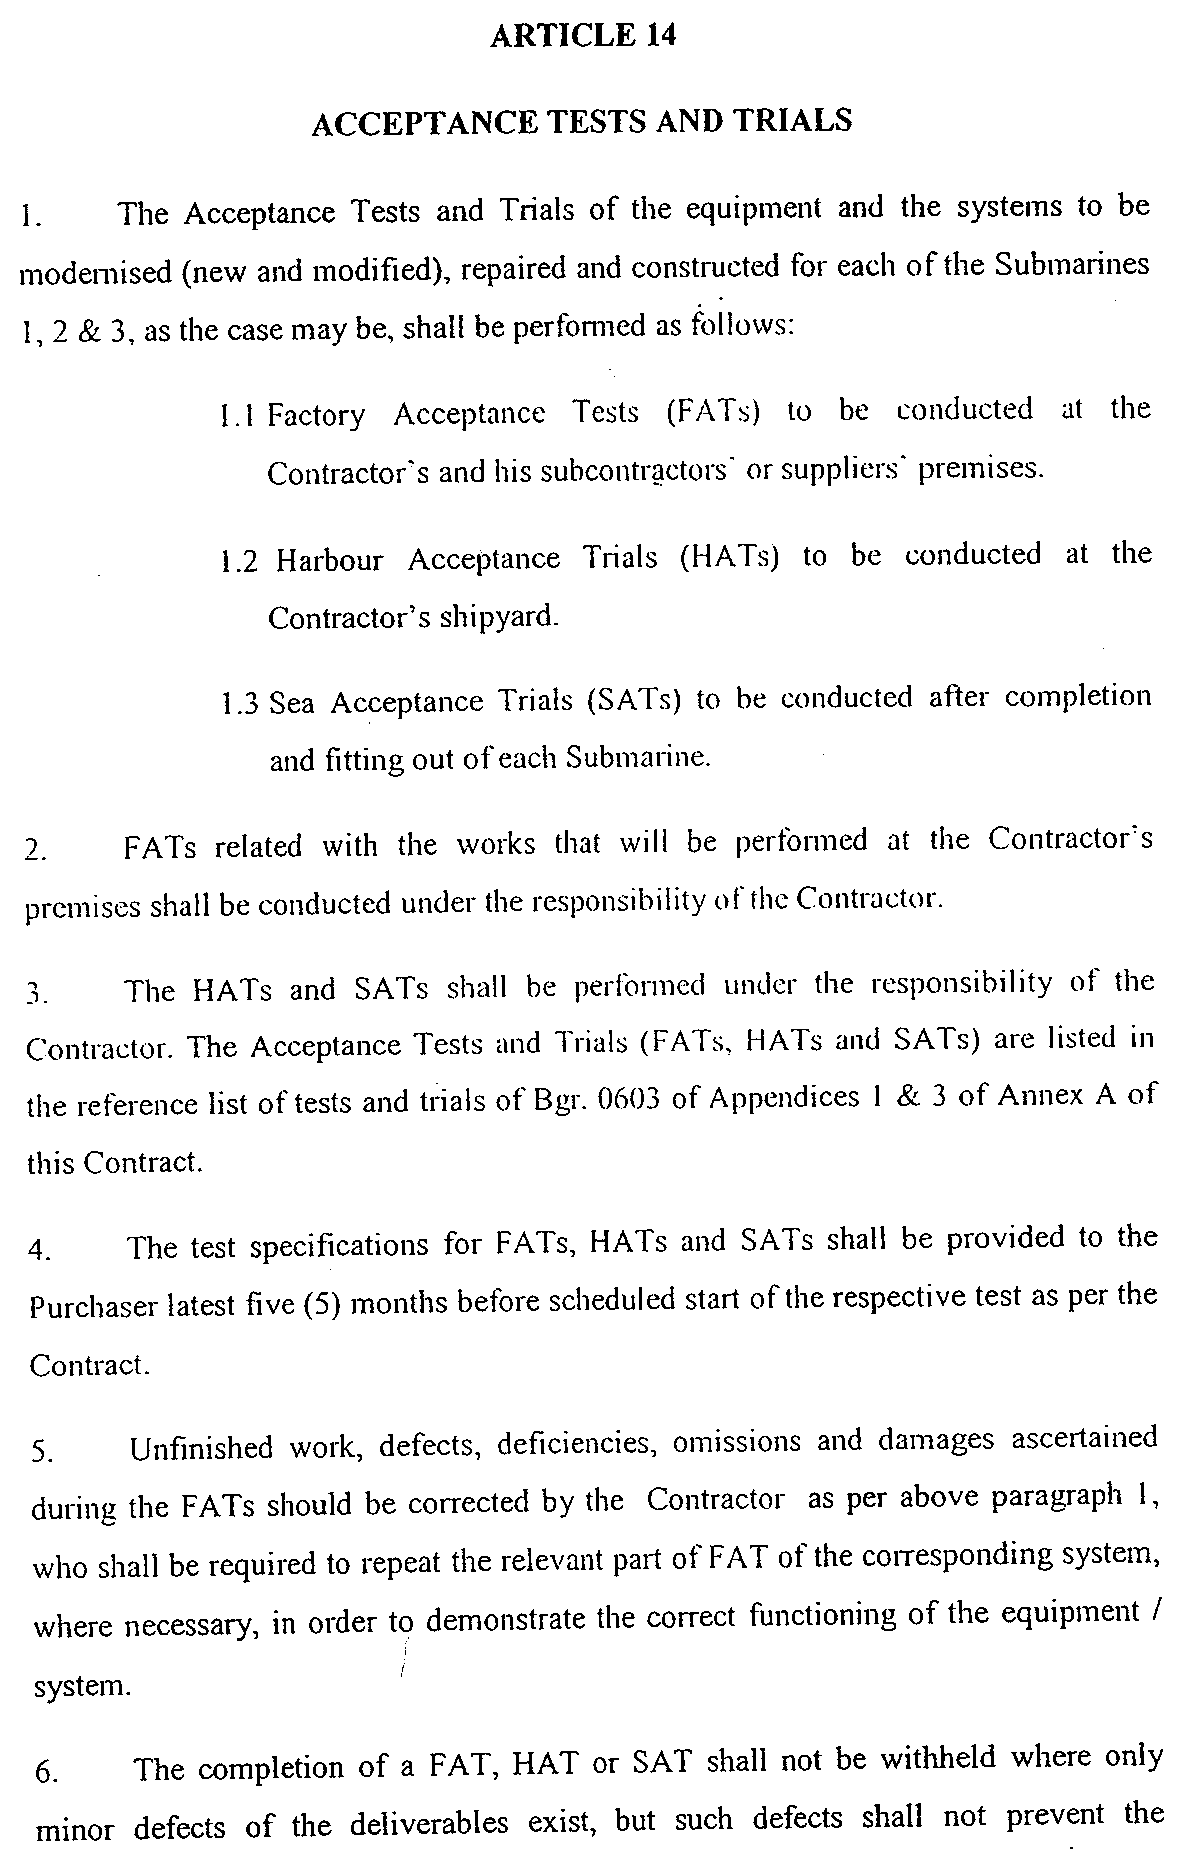 ARTICLE 14
ACCEPTANCE TESTS AND TRIALS
1. The Acceptance Tests and Trials of the equipment and the systems to be
modernised (new and modified), repaired and constructed for each of the Submarines
1, 2 & 3, as the case may be, shall be performed as follows:
1.1 Factory Acceptance Tests (FATs) to be conducted at the
Contractor's and his subcontractors' or suppliers' premises.
1.2 Harbour Acceptance Trials (HATs) to be conducted at the
Contractor's shipyard.
1.3 Sea Acceptance Trials (SATs) to be conducted after completion
and fitting out of each Submarine.
2. FATs related with the works that will be performed at the Contractor's
premises shall be conducted under the responsibility of the Contractor.
3. The HATs and SATs shall be performed under the responsibility of the
Contractor. The Acceptance Tests and Trials (FATs, HATs and SATs) are listed in
the reference list of tests and trials of Bgr. 0603 of Appendices 1 & 3 of Annex A of
this Contract.
4. The test specifications for FATs, HATs and SATs shall be provided to the
Purchaser latest five (5) months before scheduled start of the respective test as per the
Contract.
5. Unfinished work, defects, deficiencies, omissions and damages ascertained
during the FATs should be corrected by the Contractor as per above paragraph 1,
who shall be required to repeat the relevant part of FAT of the corresponding system,
where necessary, in order to demonstrate the correct functioning of the equipment /
system.
6. The completion of a FAT, HAT or SAT shall not be withheld where only
minor defects of the deliverables exist, but such defects shall not prevent the